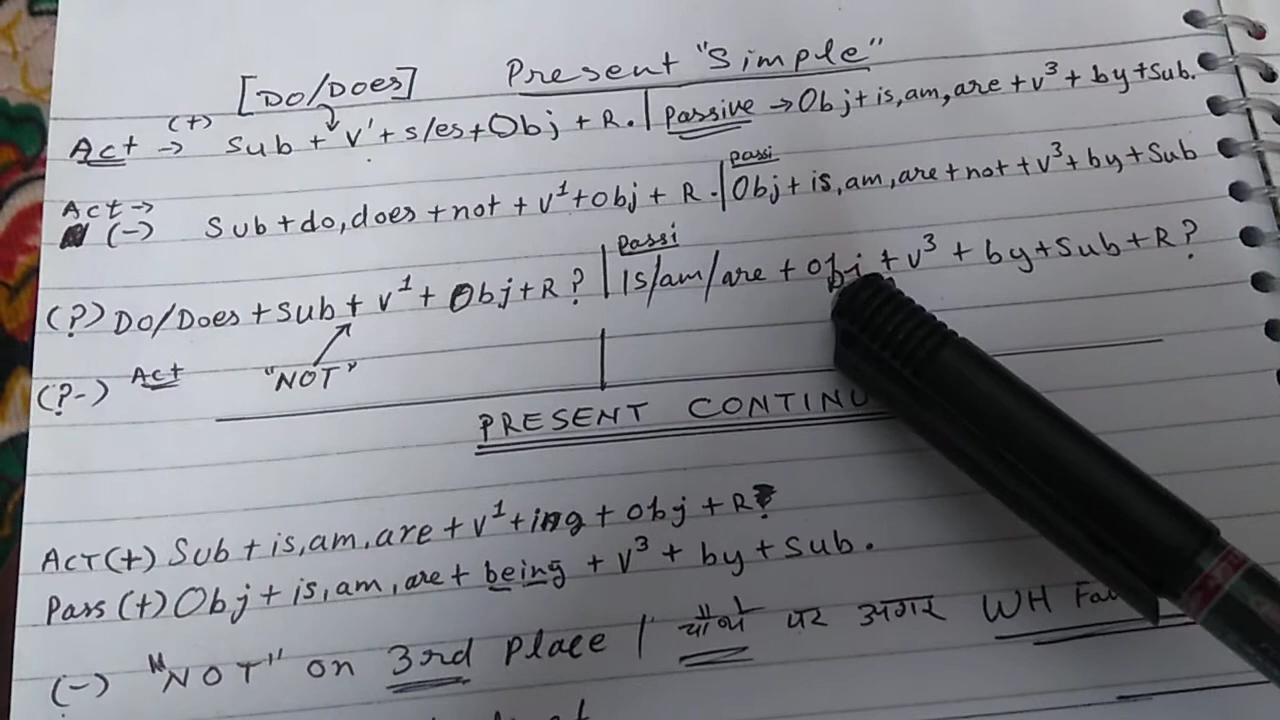 [DO/DOES] Present "Simple"
Act → (+) Sub + V¹ + s/es + Obj + R. | Passive → Obj + is, am, are + V³ + by + Sub.
Act → (-) Sub + do, does + not + V¹ + Obj + R. | Passi Obj + is, am, are + not + V³ + by + Sub
(?) Do/Does + Sub + V¹ + Obj + R? | Passi Is/am/are + Obj + V³ + by + Sub + R?
(?-) Act "NOT"
PRESENT
ACT (+) Sub + is, am, are + V¹ + ing + Obj + R
Pass (+) Obj + is, am, are + being + V³ + by + Sub.
(-) "NOT" on 3rd Place | पर अगर WH